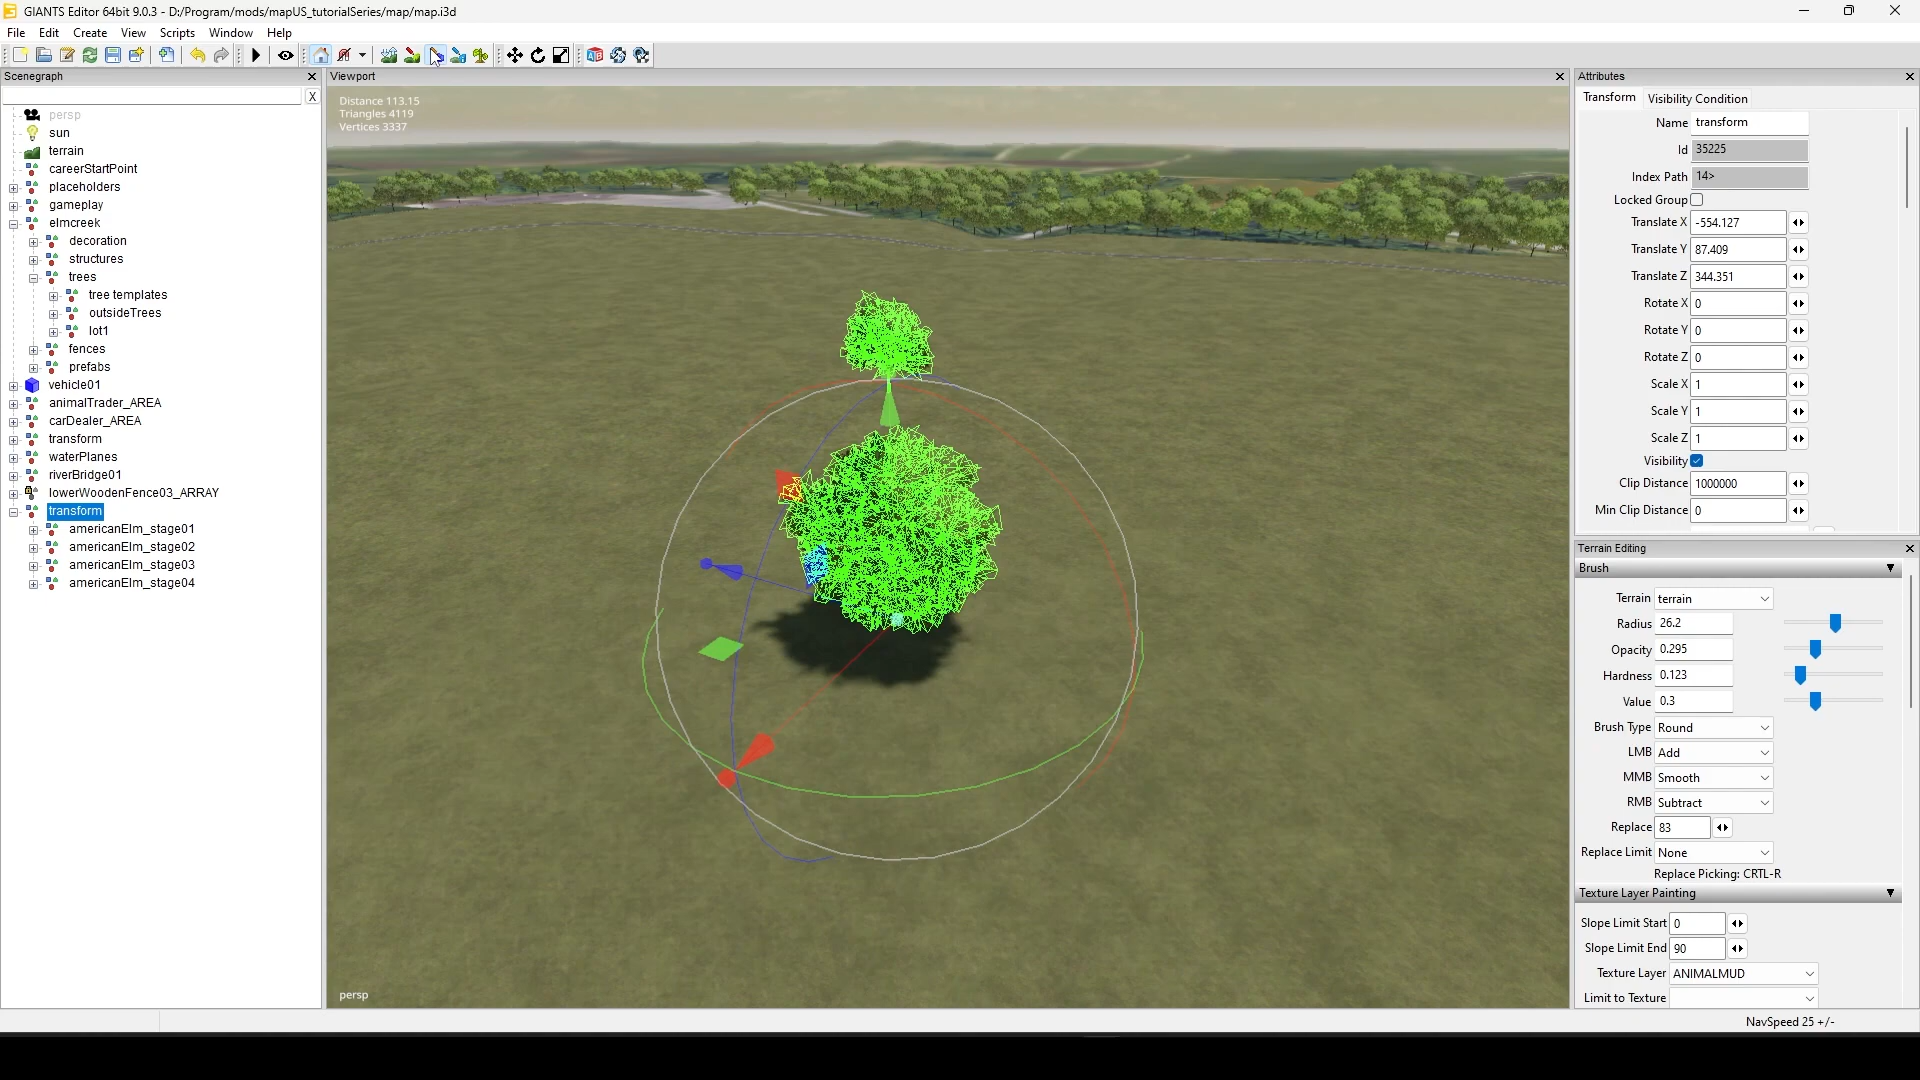 GIANTS Editor 64bit 9.0.3 - D:/Program/mods/mapUS_tutorialSeries/map/map.i3d
File Edit Create View Scripts Window Help
Scenegraph
X
persp
sun
terrain
careerStartPoint
placeholders
gameplay
elmcreek
decoration
structures
trees
tree templates
outsideTrees
lot1
fences
prefabs
vehicle01
animalTrader_AREA
carDealer_AREA
transform
waterPlanes
riverBridge01
lowerWoodenFence03_ARRAY
transform
americanElm_stage01
americanElm_stage02
americanElm_stage03
americanElm_stage04
Viewport
Distance 113.15
Triangles 4119
Vertices 3337
persp
Attributes
Transform Visibility Condition
Name transform
Id 35225
Index Path 14>
Locked Group
Translate X -554.127
Translate Y 87.409
Translate Z 344.351
Rotate X 0
Rotate Y 0
Rotate Z 0
Scale X 1
Scale Y 1
Scale Z 1
Visibility
Clip Distance 1000000
Min Clip Distance 0
Terrain Editing
Brush
Terrain terrain
Radius 26.2
Opacity 0.295
Hardness 0.123
Value 0.3
Brush Type Round
LMB Add
MMB Smooth
RMB Subtract
Replace 83
Replace Limit None
Replace Picking: CRTL-R
Texture Layer Painting
Slope Limit Start 0
Slope Limit End 90
Texture Layer ANIMALMUD
Limit to Texture
NavSpeed 25 +/-